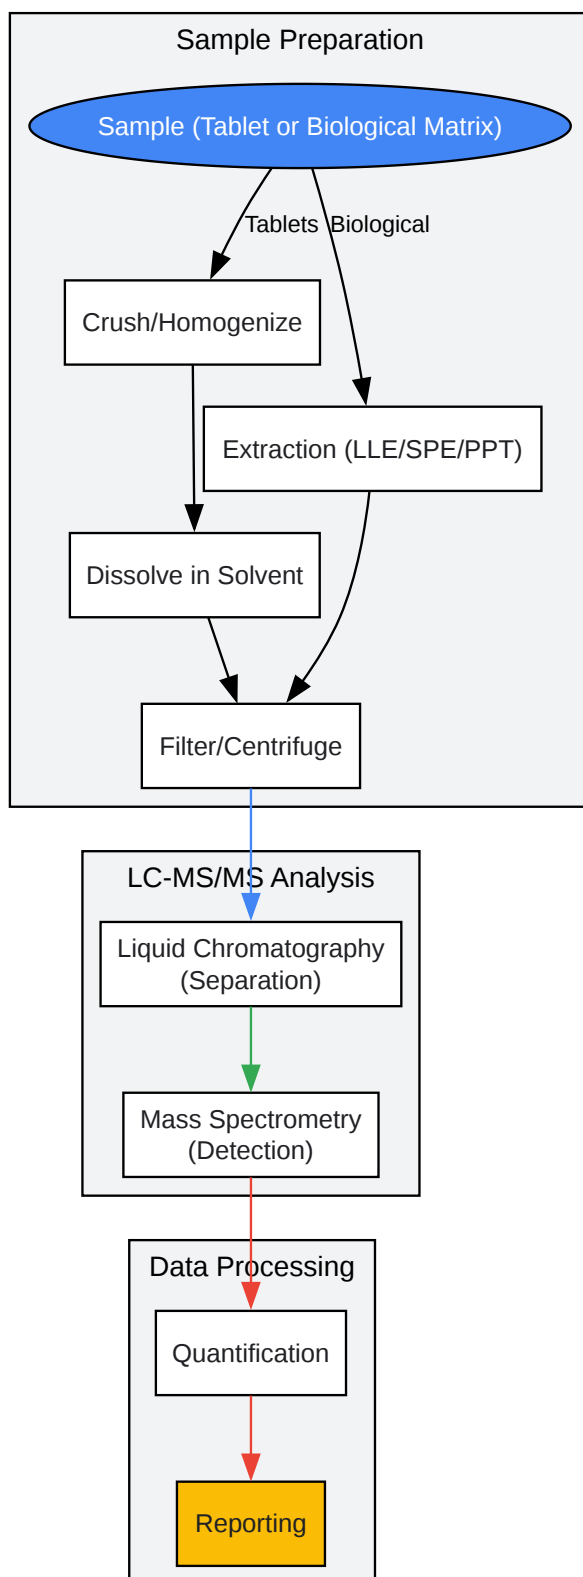 Sample Preparation
Sample (Tablet or Biological Matrix)
Tablets
Biological
Crush/Homogenize
Extraction (LLE/SPE/PPT)
Dissolve in Solvent
Filter/Centrifuge
LC-MS/MS Analysis
Liquid Chromatography
(Separation)
Mass Spectrometry
(Detection)
Data Processing
Quantification
Reporting